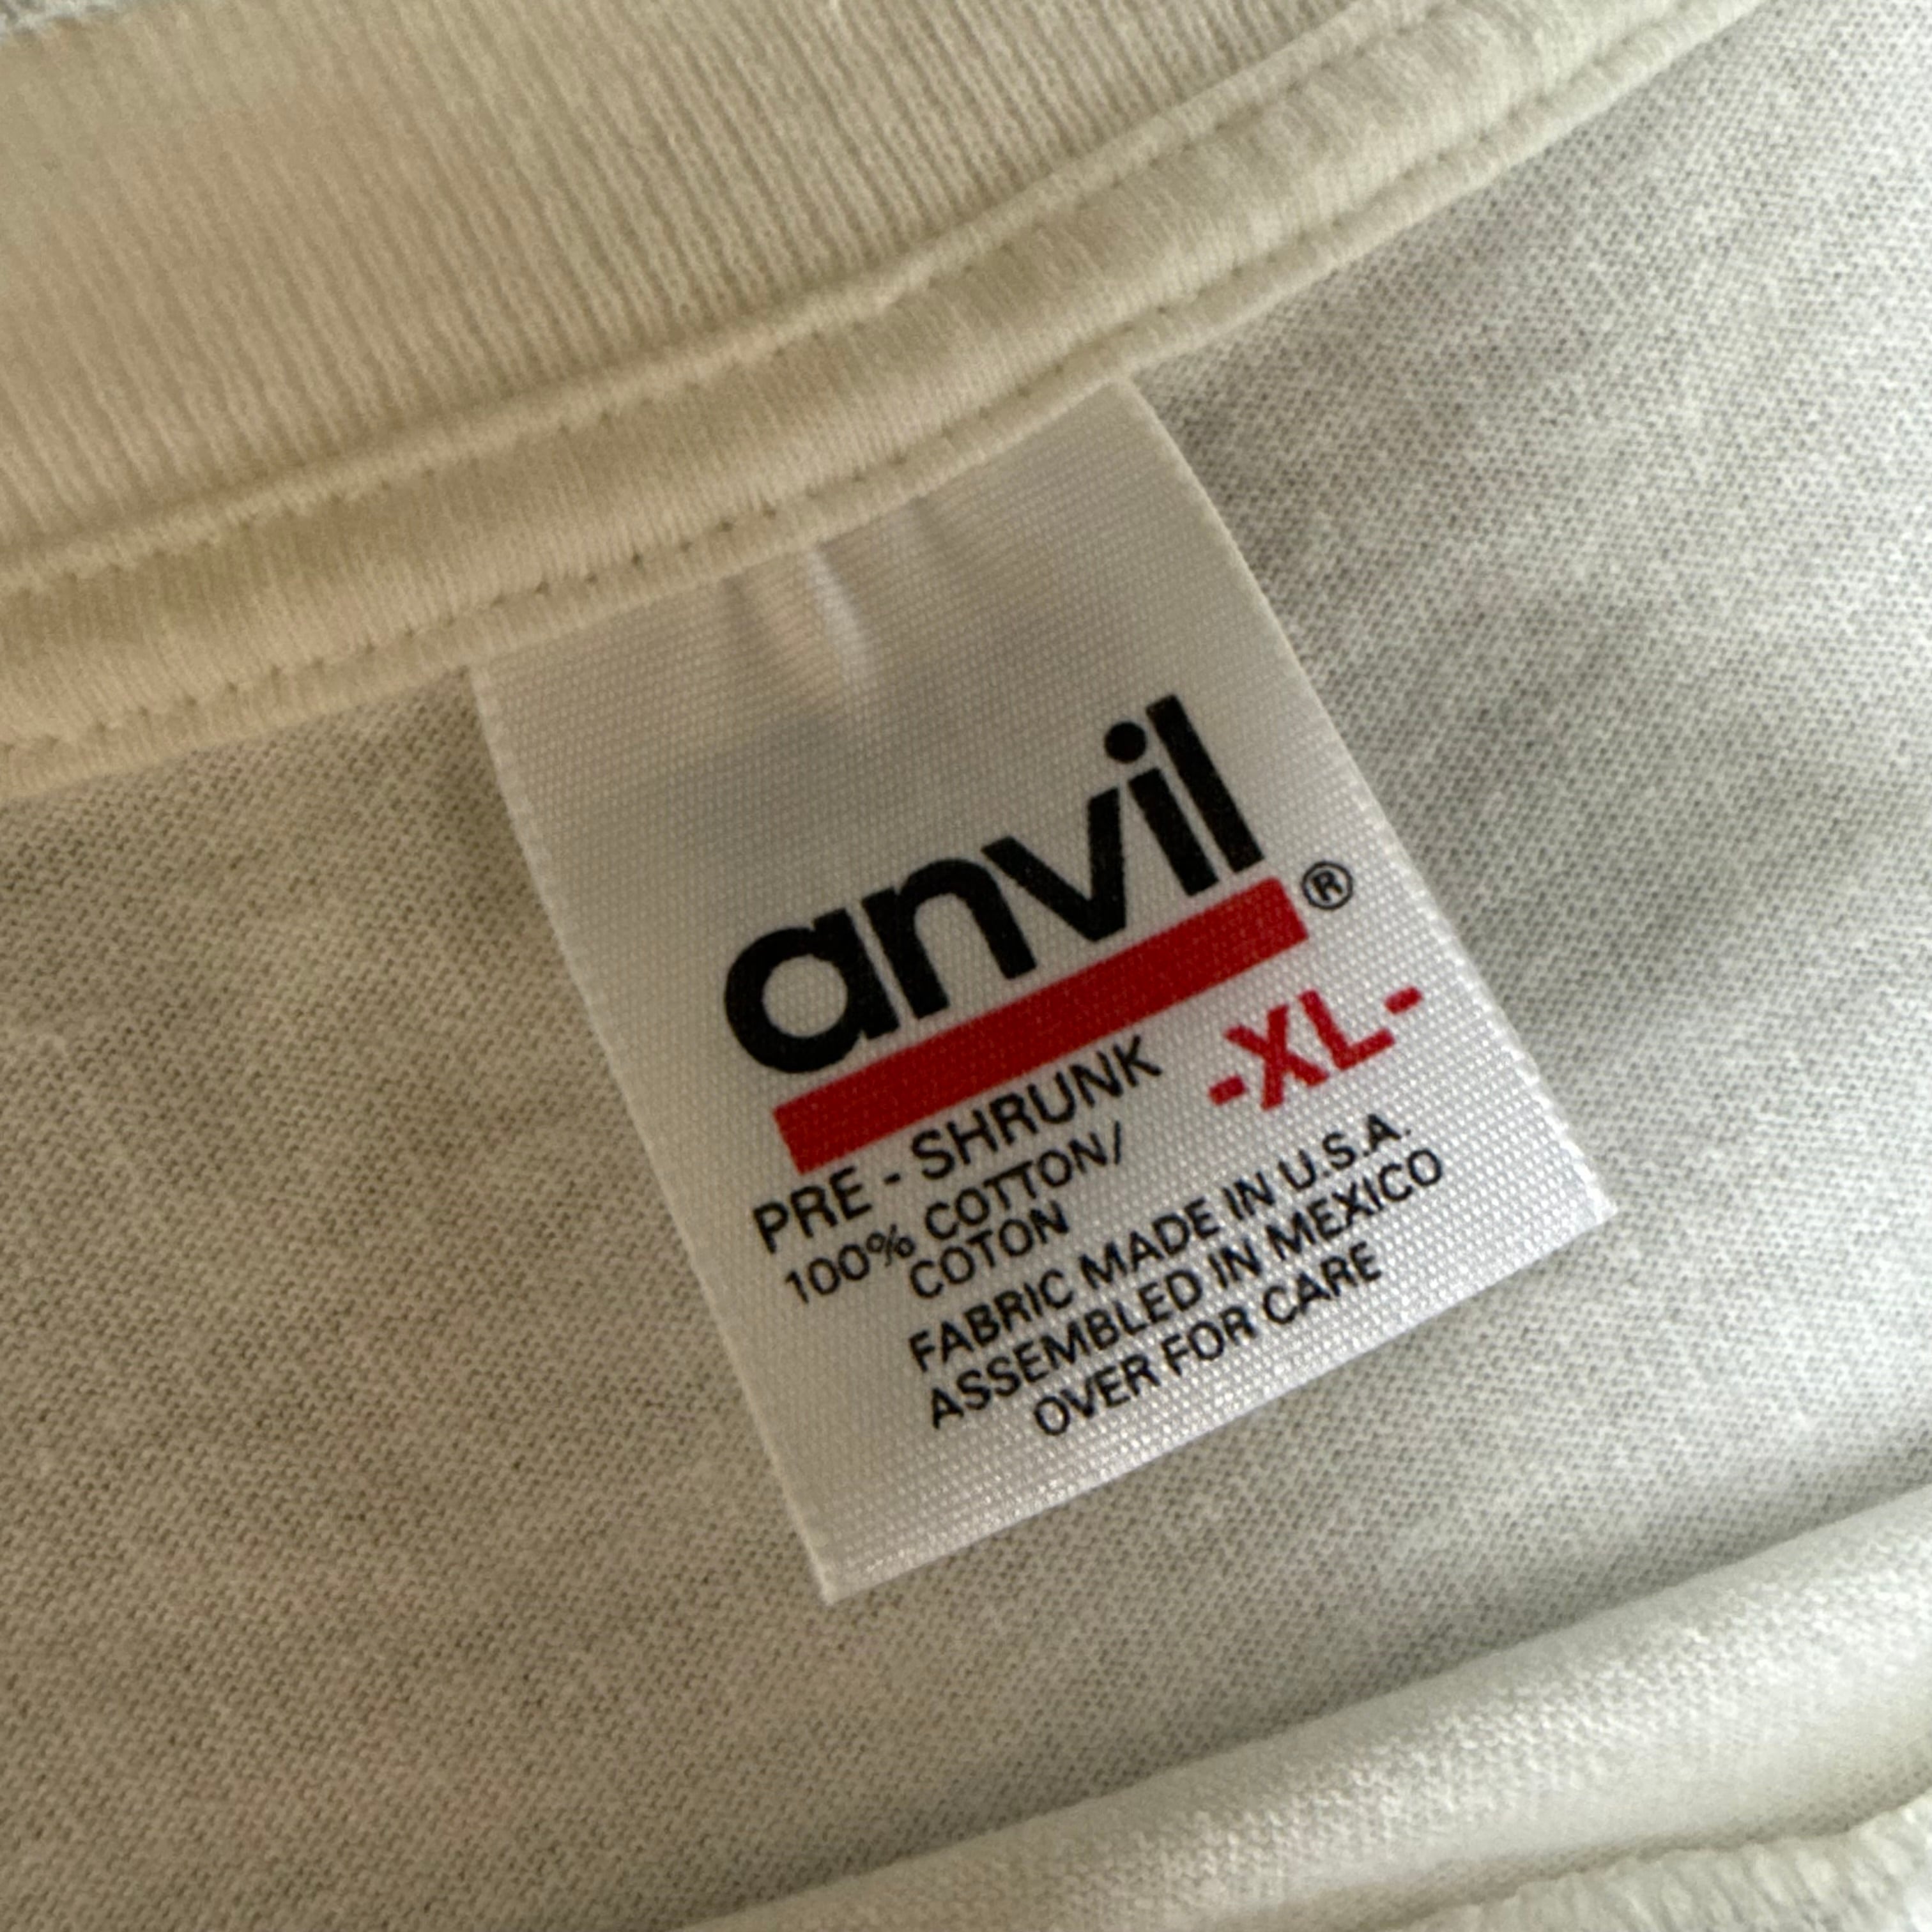 anvil®
-XL-
PRE - SHRUNK
100% COTTON/
COTON
FABRIC MADE IN U.S.A.
ASSEMBLED IN MEXICO
OVER FOR CARE